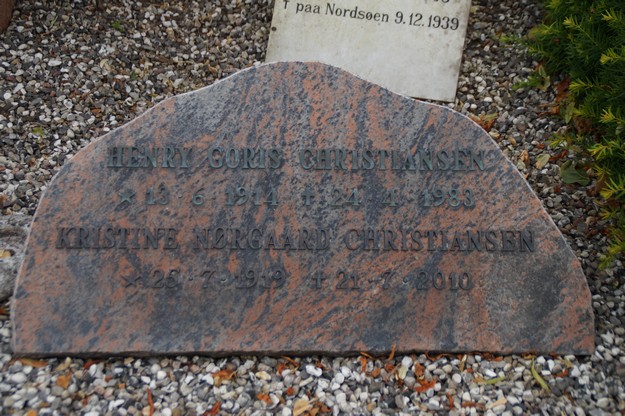 † paa Nordsøen 9.12.1939
HENRY GORIS CHRISTIANSEN
* 13 · 6 · 1914 † 24 · 4 · 1983
KRISTINE NØRGAARD CHRISTIANSEN
* 25 · 7 · 1919 † 21 · 7 · 2010